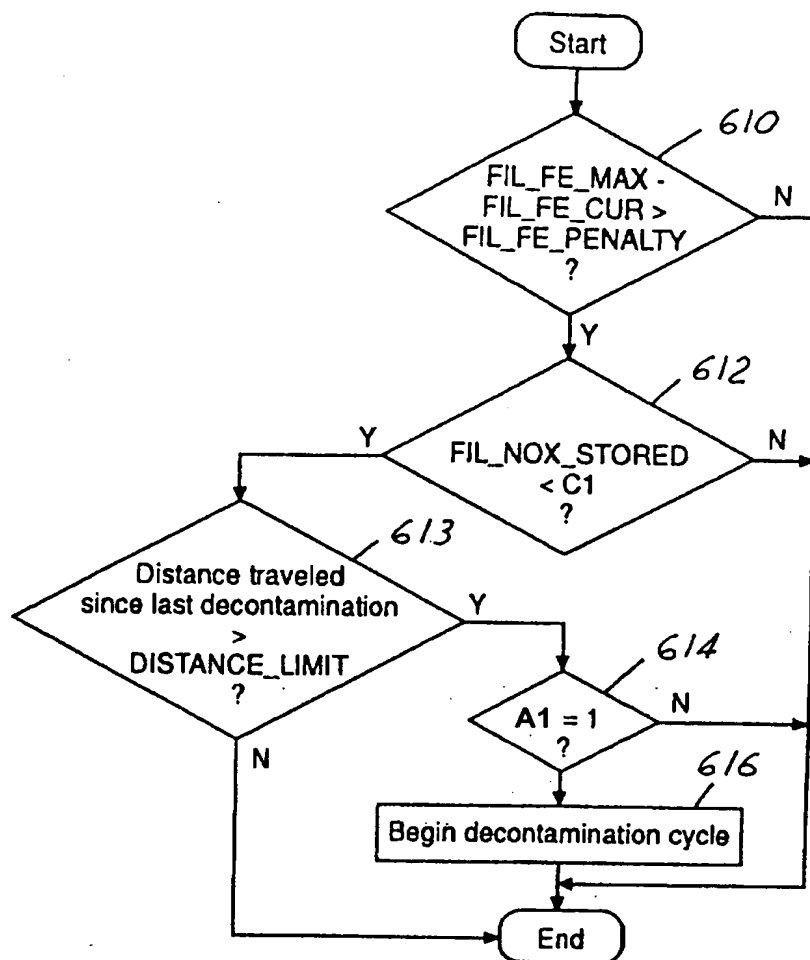 Start
610
FIL_FE_MAX -
FIL_FE_CUR >
FIL_FE_PENALTY
?
N
Y
612
FIL_NOX_STORED
< C1
?
Y
N
613
Distance traveled
since last decontamination
>
DISTANCE_LIMIT
?
Y
N
614
A1 = 1
?
N
616
Begin decontamination cycle
End